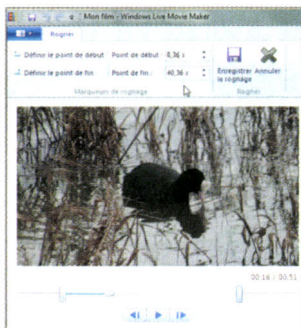 Mon film - Windows Live Movie Maker
Rogner
Définir le point de début Point de début : 0,36 s
Définir le point de fin Point de fin : 40,36 s
Enregistrer le rognage
Annuler
Marqueurs de rognage
Rogner
00:16 / 00:51